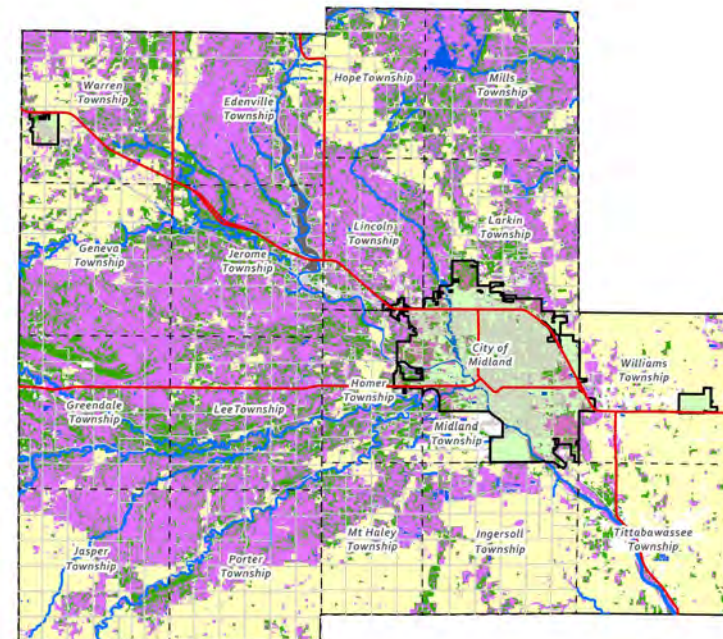 Hope Township
Mills
Township
Warren
Township
Edenville
Township
Lincoln
Township
Larkin
Township
Geneva
Township
Jerome
Township
City of
Midland
Williams
Township
Homer
Township
Greendale
Township
Lee Township
Midland
Township
Mt Haley
Township
Ingersoll
Township
Tittabawassee
Township
Jasper
Township
Porter
Township